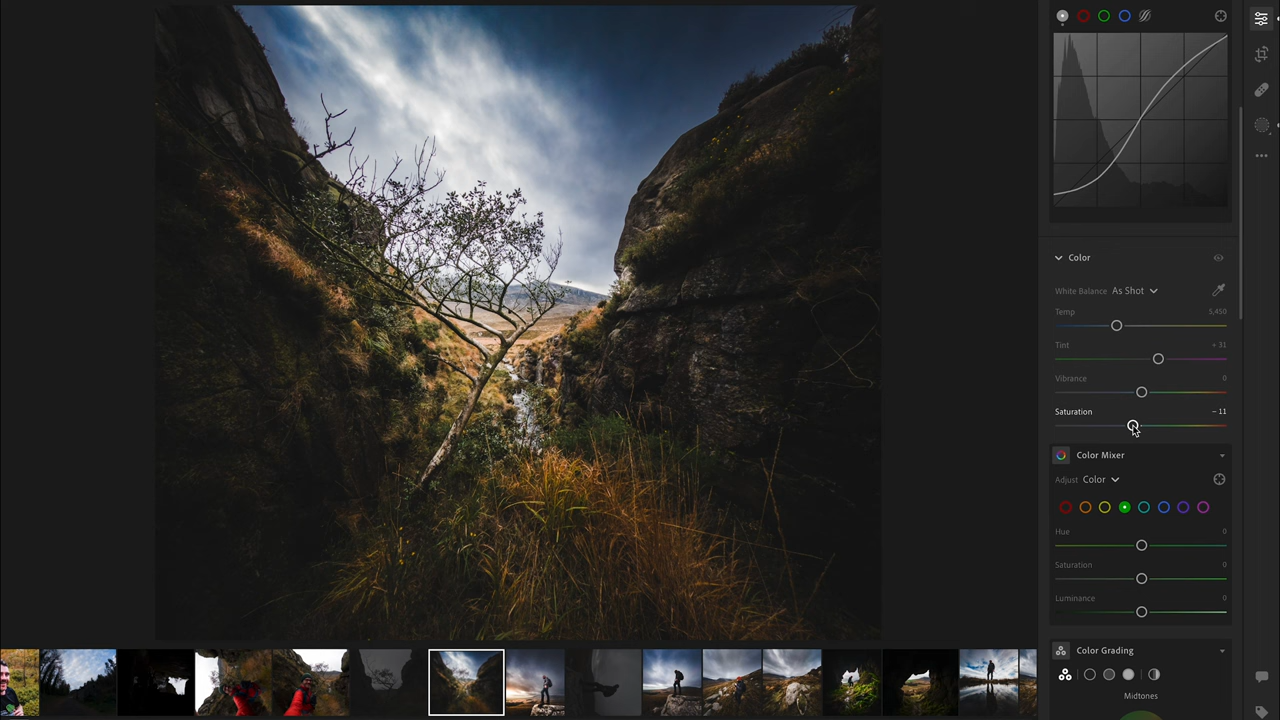 Color
White Balance As Shot
Temp 5,450
Tint + 31
Vibrance 0
Saturation – 11
Color Mixer
Adjust Color
Hue 0
Saturation 0
Luminance 0
Color Grading
Midtones